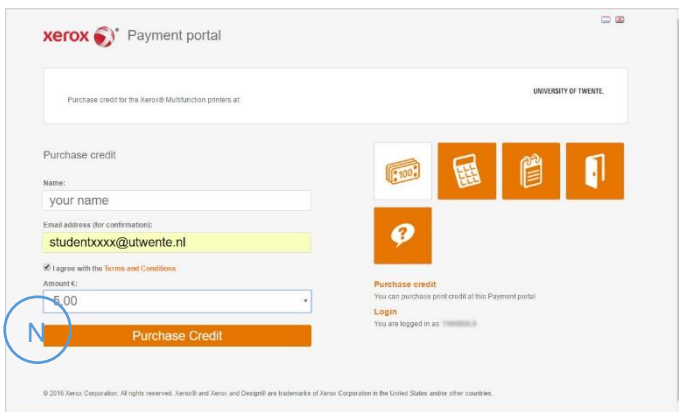 xerox Payment portal
UNIVERSITY OF TWENTE.
Purchase credit for the Xerox® Multifunction printers at:
Purchase credit
Name:
your name
Email address (for confirmation):
studentxxxx@utwente.nl
I agree with the Terms and Conditions
Amount €:
5,00
N
Purchase Credit
100
?
Purchase credit
You can purchase print credit at this Payment portal
Login
You are logged in as:
© 2016 Xerox Corporation. All rights reserved. Xerox® and Xerox and Design® are trademarks of Xerox Corporation in the United States and/or other countries.